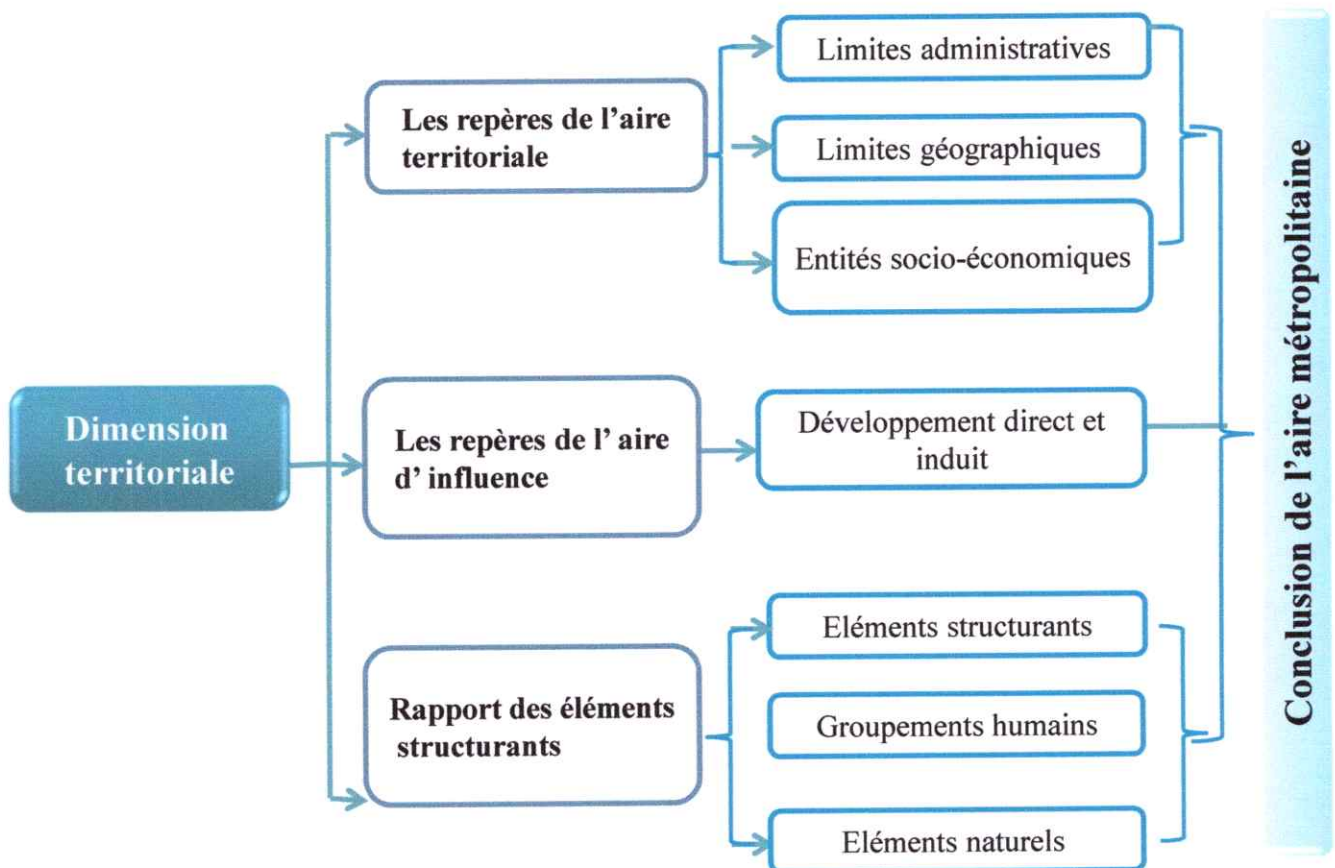 Dimension
territoriale
Les repères de l'aire
territoriale
Limites administratives
Limites géographiques
Entités socio-économiques
Les repères de l' aire
d' influence
Développement direct et
induit
Rapport des éléments
structurants
Eléments structurants
Groupements humains
Eléments naturels
Conclusion de l'aire métropolitaine